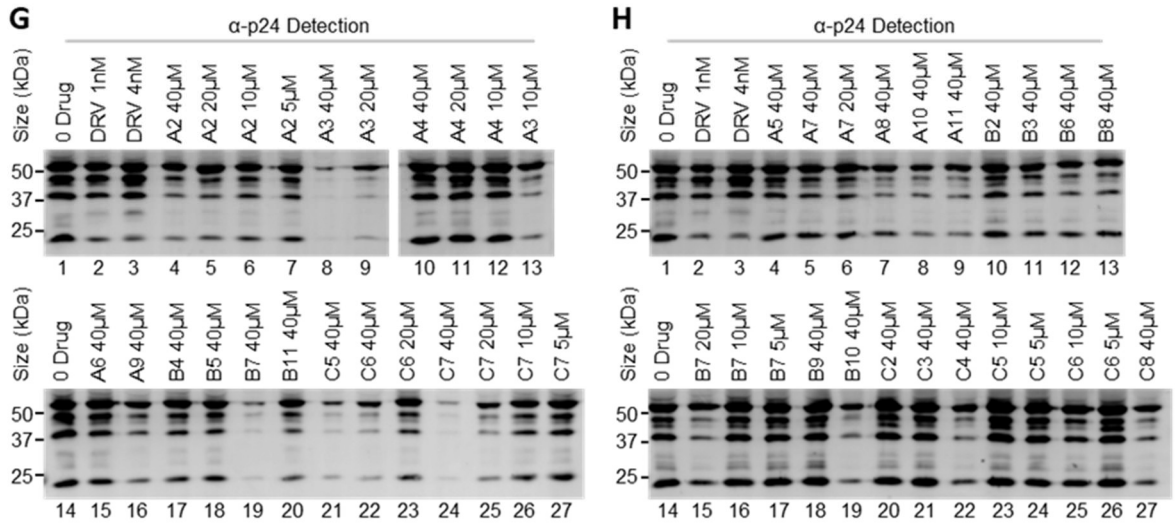 G
α-p24 Detection
Size (kDa) 0 Drug DRV 1nM DRV 4nM A2 40μM A2 20μM A2 10μM A2 5μM A3 40μM A3 20μM A4 40μM A4 20μM A4 10μM A3 10μM
50
37
25
1 2 3 4 5 6 7 8 9 10 11 12 13
Size (kDa) 0 Drug A6 40μM A9 40μM B4 40μM B5 40μM B7 40μM B11 40μM C5 40μM C6 40μM C6 20μM C7 40μM C7 20μM C7 10μM C7 5μM
50
37
25
14 15 16 17 18 19 20 21 22 23 24 25 26 27
H
α-p24 Detection
Size (kDa) 0 Drug DRV 1nM DRV 4nM A5 40μM A7 40μM A7 20μM A8 40μM A10 40μM A11 40μM B2 40μM B3 40μM B6 40μM B8 40μM
50
37
25
1 2 3 4 5 6 7 8 9 10 11 12 13
Size (kDa) 0 Drug B7 20μM B7 10μM B7 5μM B9 40μM B10 40μM C2 40μM C3 40μM C4 40μM C5 10μM C5 5μM C6 10μM C6 5μM C8 40μM
50
37
25
14 15 16 17 18 19 20 21 22 23 24 25 26 27